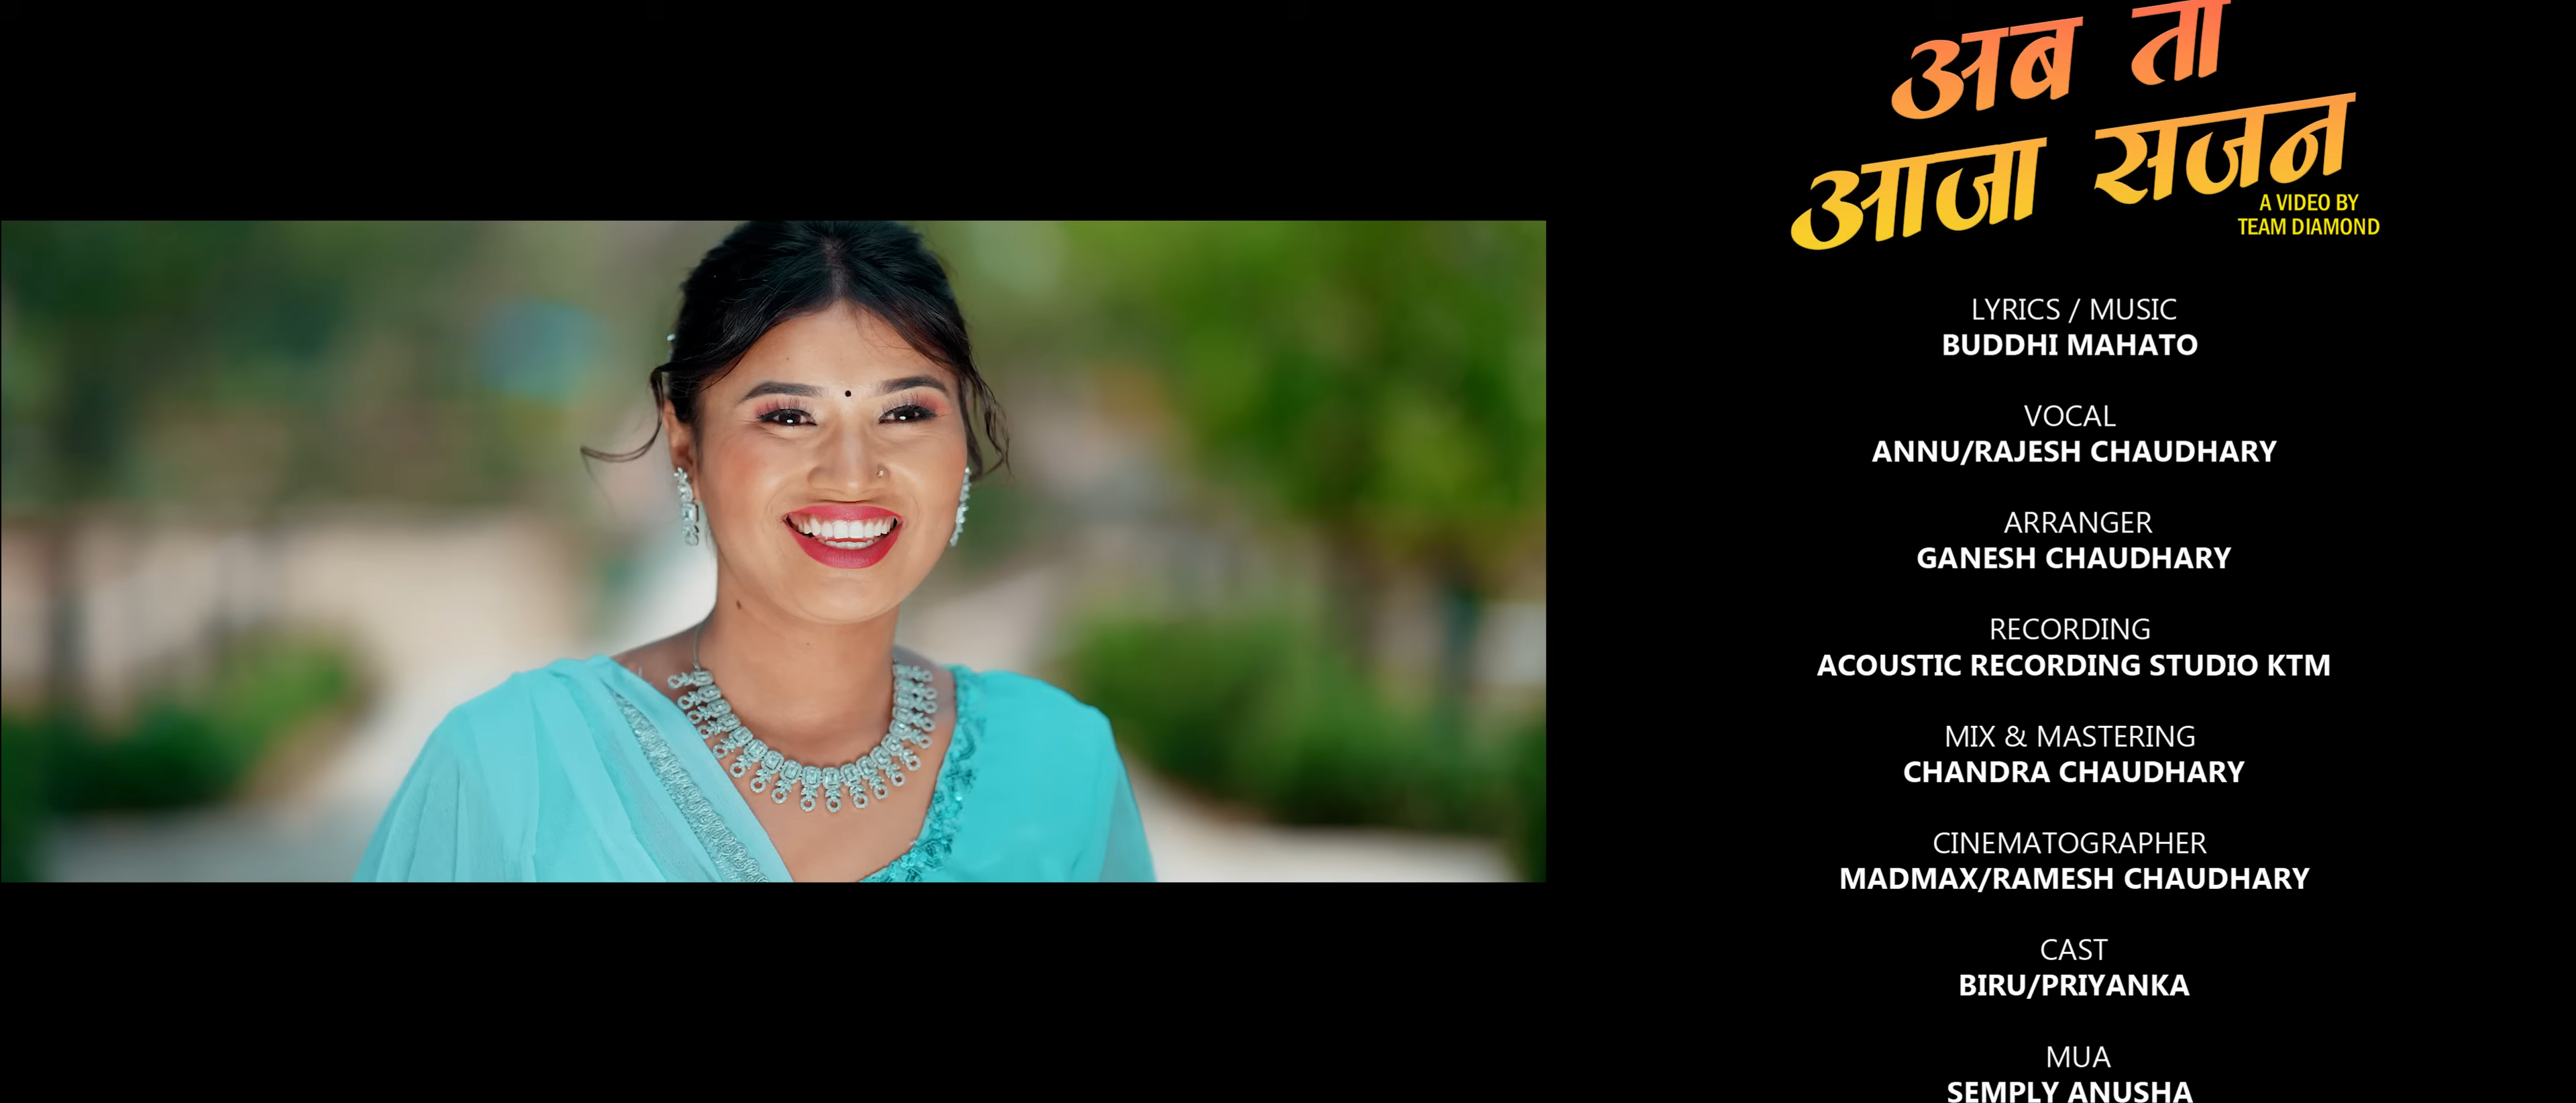 अब तो
आजा सजन
A VIDEO BY
TEAM DIAMOND
LYRICS / MUSIC
BUDDHI MAHATO
VOCAL
ANNU/RAJESH CHAUDHARY
ARRANGER
GANESH CHAUDHARY
RECORDING
ACOUSTIC RECORDING STUDIO KTM
MIX & MASTERING
CHANDRA CHAUDHARY
CINEMATOGRAPHER
MADMAX/RAMESH CHAUDHARY
CAST
BIRU/PRIYANKA
MUA
SEMPLY ANUSHA